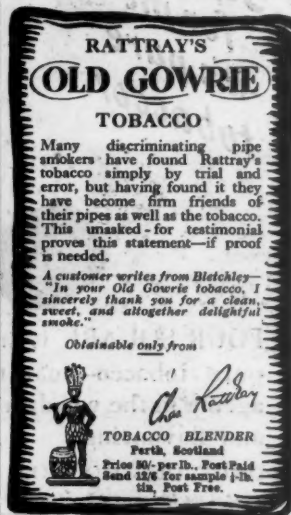 RATTRAY'S
OLD GOWRIE
TOBACCO
Many discriminating pipe
smokers have found Rattray's
tobacco simply by trial and
error, but having found it they
have become firm friends of
their pipes as well as the tobacco.
This unasked-for testimonial
proves this statement—if proof
is needed.
A customer writes from Bletchley—
"In your Old Gowrie tobacco, I
sincerely thank you for a clean,
sweet, and altogether delightful
smoke."
Obtainable only from
Chas Rattray
TOBACCO BLENDER
Perth, Scotland
Price 50/- per lb., Post Paid
Send 12/6 for sample ¼-lb.
tin, Post Free.